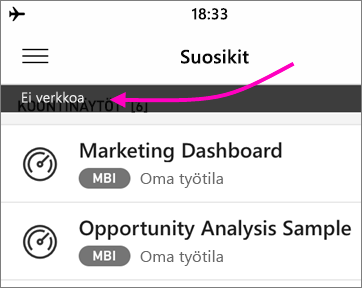 18:33
Suosikit
Ei verkkoa
KOONTINÄYTÖT (6)
Marketing Dashboard
MBI Oma työtila
Opportunity Analysis Sample
MBI Oma työtila